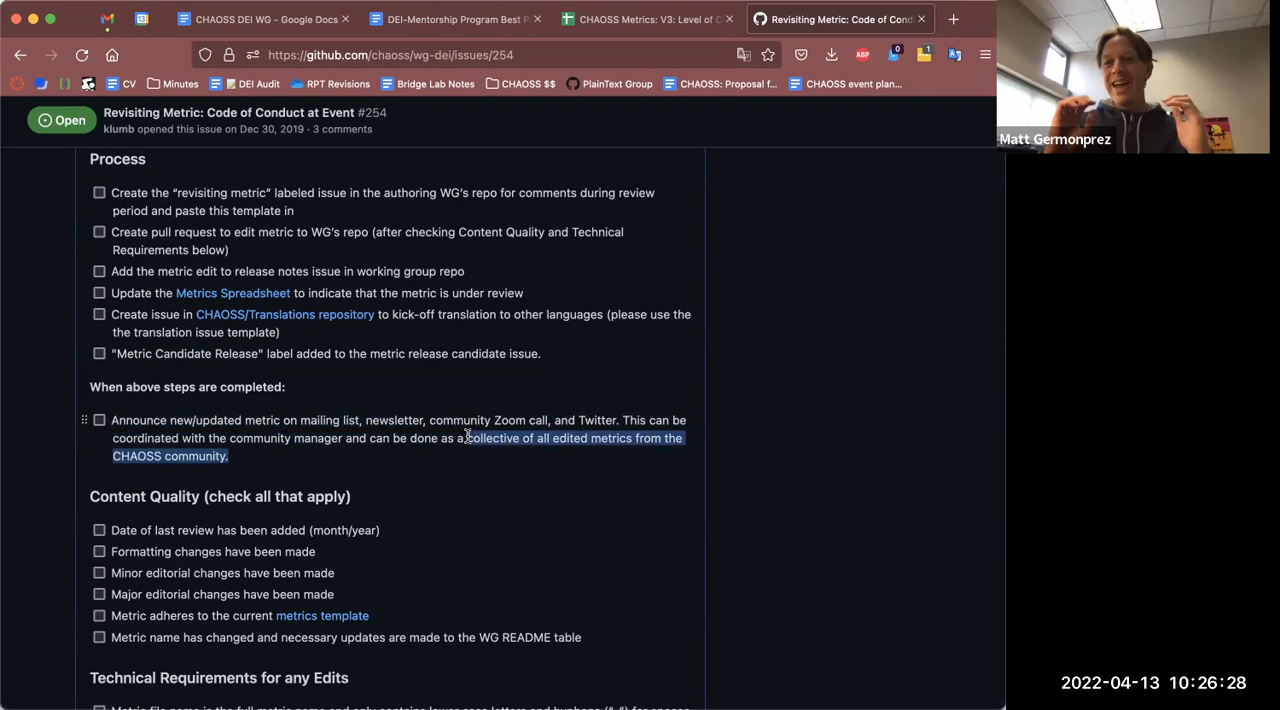 CHAOSS DEI WG - Google Docs
DEI-Mentorship Program Best P
CHAOSS Metrics: V3: Level of C
Revisiting Metric: Code of Cond
https://github.com/chaoss/wg-dei/issues/254
ABP
0
1
CV
Minutes
DEI Audit
RPT Revisions
Bridge Lab Notes
CHAOSS $$
PlainText Group
CHAOSS: Proposal f...
CHAOSS event plan...
Matt Germonprez
Open
Revisiting Metric: Code of Conduct at Event #254
klumb opened this issue on Dec 30, 2019 · 3 comments
Process
Create the “revisiting metric” labeled issue in the authoring WG’s repo for comments during review
period and paste this template in
Create pull request to edit metric to WG’s repo (after checking Content Quality and Technical
Requirements below)
Add the metric edit to release notes issue in working group repo
Update the Metrics Spreadsheet to indicate that the metric is under review
Create issue in CHAOSS/Translations repository to kick-off translation to other languages (please use the
the translation issue template)
"Metric Candidate Release" label added to the metric release candidate issue.
When above steps are completed:
Announce new/updated metric on mailing list, newsletter, community Zoom call, and Twitter. This can be
coordinated with the community manager and can be done as a collective of all edited metrics from the
CHAOSS community.
Content Quality (check all that apply)
Date of last review has been added (month/year)
Formatting changes have been made
Minor editorial changes have been made
Major editorial changes have been made
Metric adheres to the current metrics template
Metric name has changed and necessary updates are made to the WG README table
Technical Requirements for any Edits
2022-04-13 10:26:28